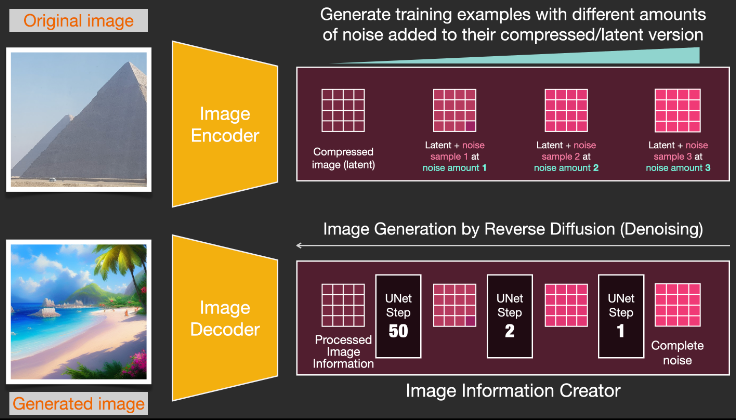 Original image
Generate training examples with different amounts
of noise added to their compressed/latent version
Image
Encoder
Compressed
image (latent)
Latent + noise
sample 1 at
noise amount 1
Latent + noise
sample 2 at
noise amount 2
Latent + noise
sample 3 at
noise amount 3
Image Generation by Reverse Diffusion (Denoising)
Image
Decoder
Processed
Image
Information
UNet
Step
50
UNet
Step
2
UNet
Step
1
Complete
noise
Generated image
Image Information Creator